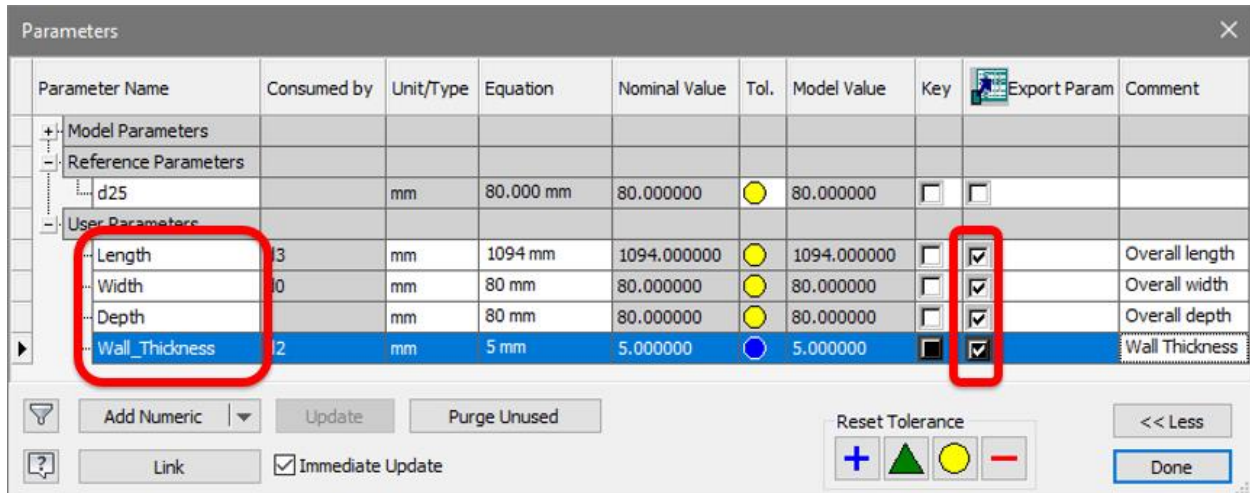 Parameters
Parameter Name Consumed by Unit/Type Equation Nominal Value Tol. Model Value Key Export Param Comment
Model Parameters
Reference Parameters
d25 mm 80.000 mm 80.000000 80.000000
User Parameters
Length d3 mm 1094 mm 1094.000000 1094.000000 Overall length
Width d0 mm 80 mm 80.000000 80.000000 Overall width
Depth mm 80 mm 80.000000 80.000000 Overall depth
Wall_Thickness d2 mm 5 mm 5.000000 5.000000 Wall Thickness
Add Numeric Update Purge Unused Reset Tolerance << Less
Link Immediate Update Done